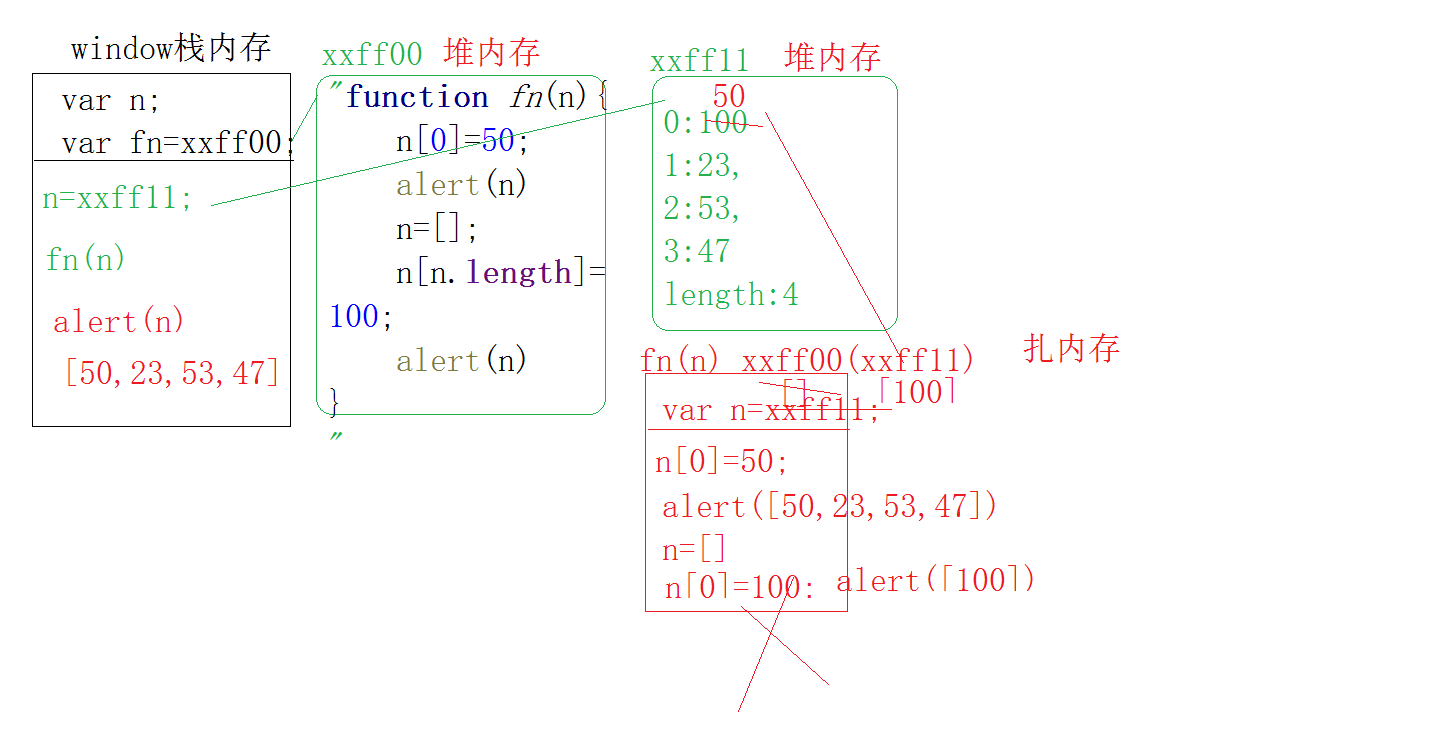 window栈内存
var n;
var fn=xxff00;
n=xxff11;
fn(n)
alert(n)
[50,23,53,47]
xxff00 堆内存
"function fn(n){
n[0]=50;
alert(n)
n=[];
n[n.length]=
100;
alert(n)
}
"
xxff11 堆内存
50
0:100
1:23,
2:53,
3:47
length:4
fn(n) xxff00(xxff11) 扎内存
[] [100]
var n=xxff11;
n[0]=50;
alert([50,23,53,47])
n=[]
n[0]=100; alert([100])